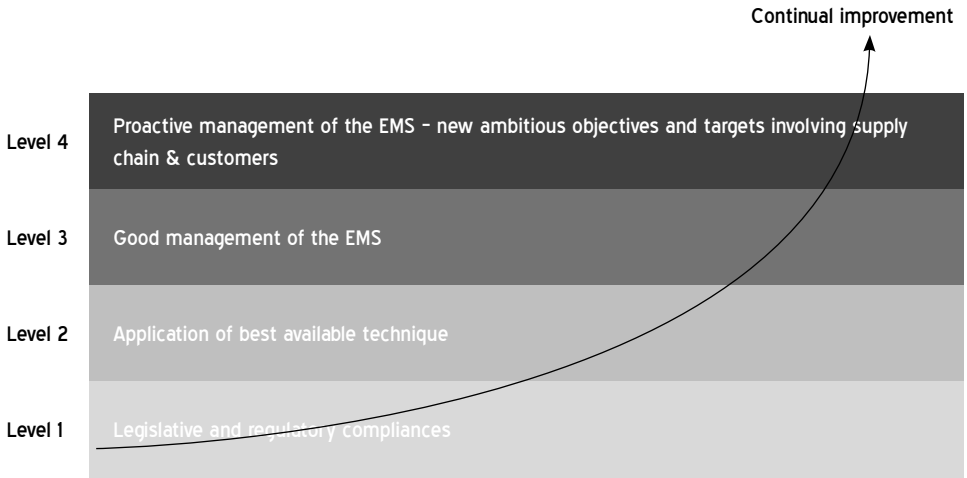 Continual improvement
Level 4
Proactive management of the EMS – new ambitious objectives and targets involving supply
chain & customers
Level 3
Good management of the EMS
Level 2
Application of best available technique
Level 1
Legislative and regulatory compliances